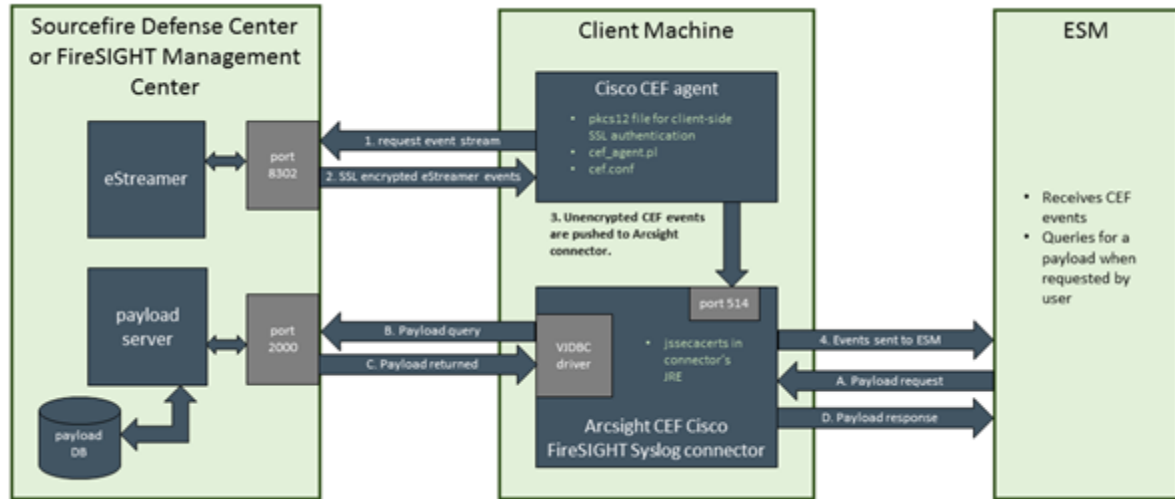 Sourcefire Defense Center
or FireSIGHT Management
Center
eStreamer
port
8302
payload
server
port
2000
payload
DB
1. request event stream
2. SSL encrypted eStreamer events
B. Payload query
C. Payload returned
Client Machine
Cisco CEF agent
• pkcs12 file for client-side
SSL authentication
• cef_agent.pl
• cef.conf
3. Unencrypted CEF events
are pushed to Arcsight
connector.
port 514
VJDBC
driver
• jssecacerts in
connector's
JRE
Arcsight CEF Cisco
FireSIGHT Syslog connector
4. Events sent to ESM
A. Payload request
D. Payload response
ESM
• Receives CEF
events
• Queries for a
payload when
requested by
user